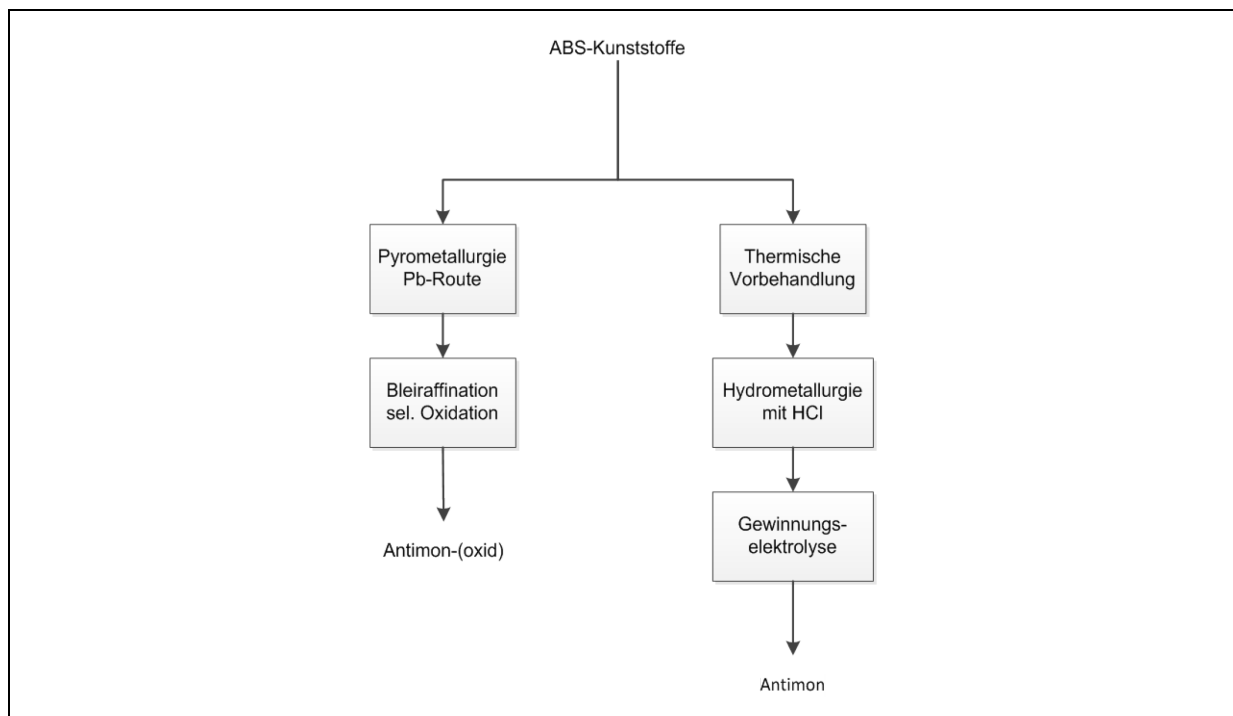 ABS-Kunststoffe
Pyrometallurgie
Pb-Route
Bleiraffination
sel. Oxidation
Antimon-(oxid)
Thermische
Vorbehandlung
Hydrometallurgie
mit HCl
Gewinnungs-
elektrolyse
Antimon